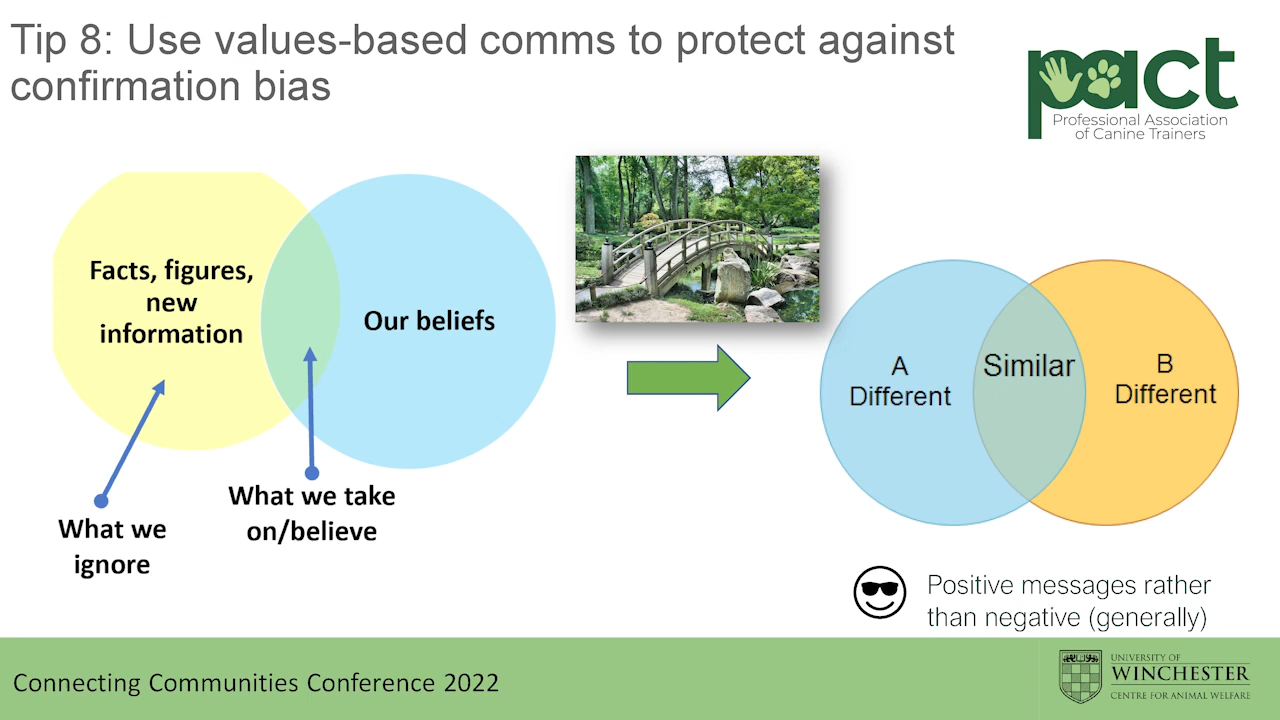 Tip 8: Use values-based comms to protect against
confirmation bias
pact
Professional Association
of Canine Trainers
Facts, figures,
new
information
Our beliefs
What we
ignore
What we take
on/believe
A
Different
Similar
B
Different
Positive messages rather
than negative (generally)
Connecting Communities Conference 2022
UNIVERSITY OF
WINCHESTER
CENTRE FOR ANIMAL WELFARE